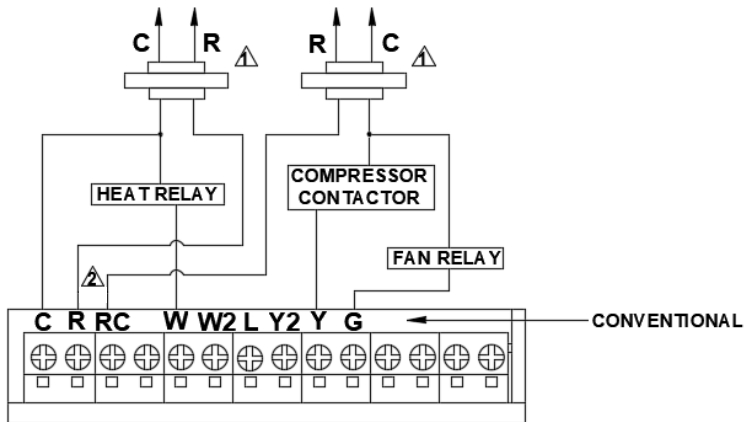 C R 1 R C 1
HEAT RELAY
COMPRESSOR
CONTACTOR
FAN RELAY
2
C R RC W W2 L Y2 Y G
CONVENTIONAL